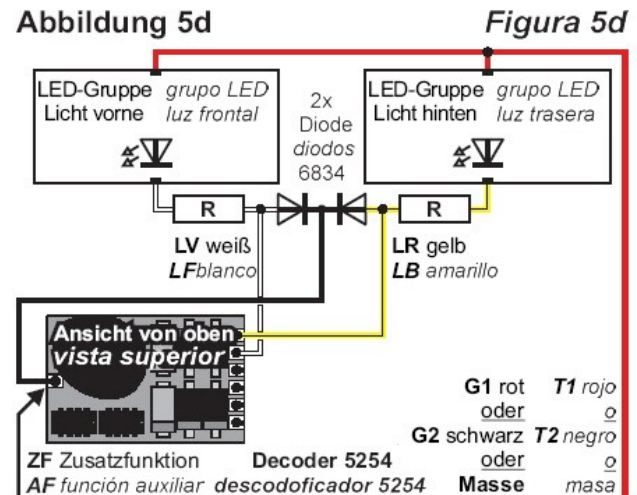 Abbildung 5d Figura 5d
LED-Gruppe grupo LED
Licht vorne luz frontal
2x
Diode
diodos
6834
LED-Gruppe grupo LED
Licht hinten luz trasera
R
R
LV weiß
LFblanco
LR gelb
LB amarillo
Ansicht von oben
vista superior
G1 rot T1 rojo
oder o
G2 schwarz T2 negro
oder o
Masse masa
ZF Zusatzfunktion Decoder 5254
AF función auxiliar descodoficador 5254